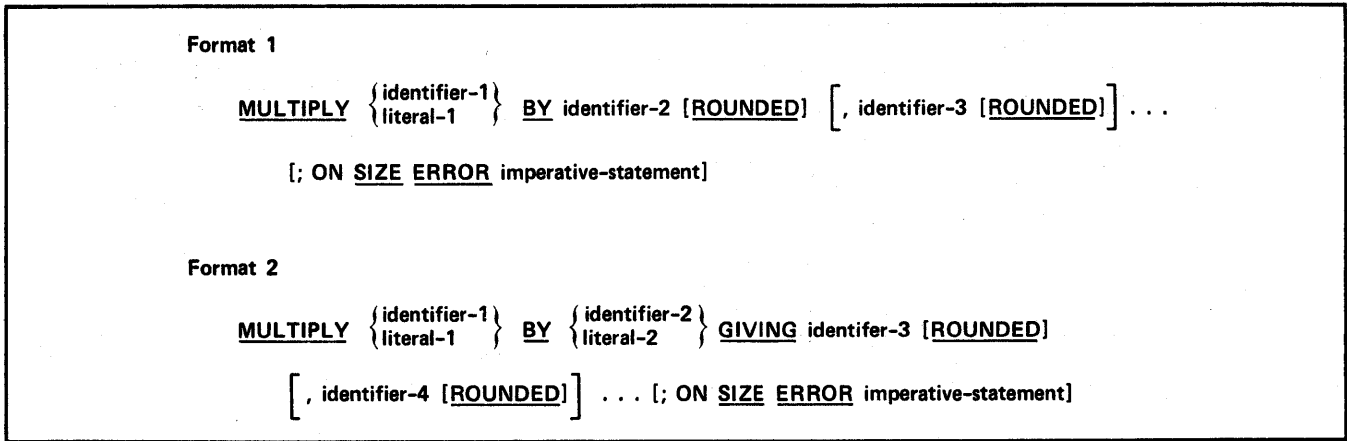 Format 1
MULTIPLY {identifier-1 literal-1} BY identifier-2 [ROUNDED] [, identifier-3 [ROUNDED]] . . .
[; ON SIZE ERROR imperative-statement]
Format 2
MULTIPLY {identifier-1 literal-1} BY {identifier-2 literal-2} GIVING identifer-3 [ROUNDED]
[, identifier-4 [ROUNDED]] . . . [; ON SIZE ERROR imperative-statement]